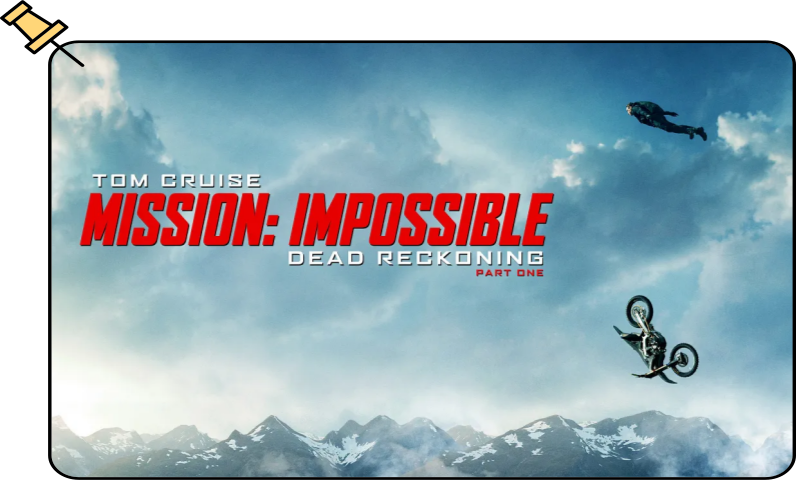 TOM CRUISE
MISSION: IMPOSSIBLE
DEAD RECKONING
PART ONE